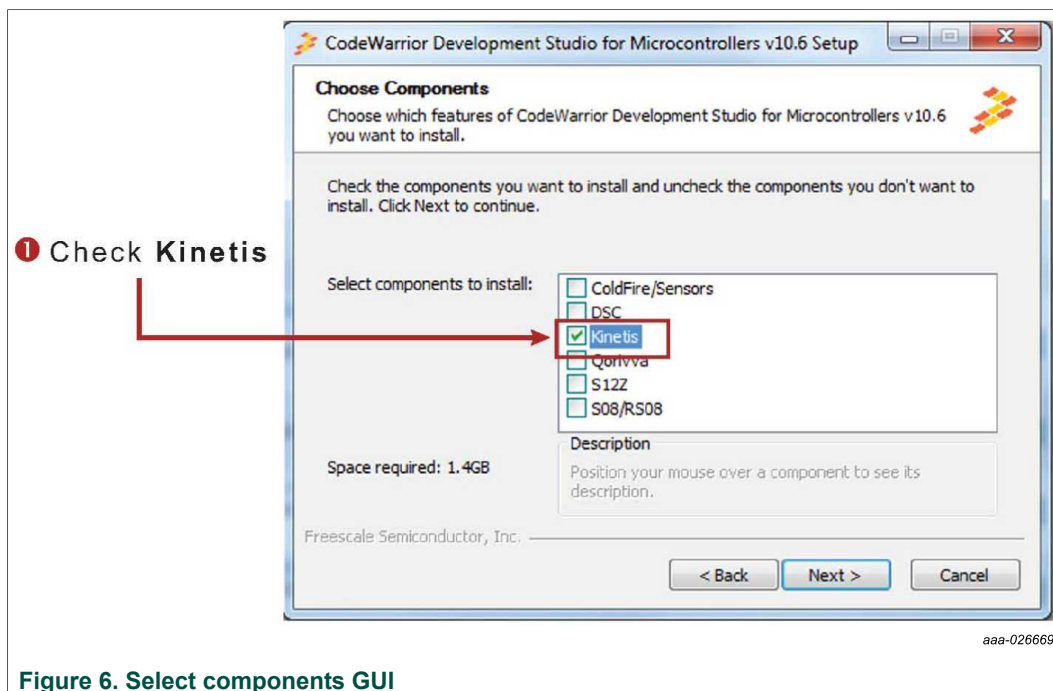 CodeWarrior Development Studio for Microcontrollers v10.6 Setup
Choose Components
Choose which features of CodeWarrior Development Studio for Microcontrollers v10.6
you want to install.
Check the components you want to install and uncheck the components you don't want to
install. Click Next to continue.
❶ Check Kinetis
Select components to install:
ColdFire/Sensors
DSC
Kinetis
Qorivva
S12Z
S08/RS08
Space required: 1.4GB
Description
Position your mouse over a component to see its
description.
Freescale Semiconductor, Inc.
< Back
Next >
Cancel
aaa-026669
Figure 6. Select components GUI